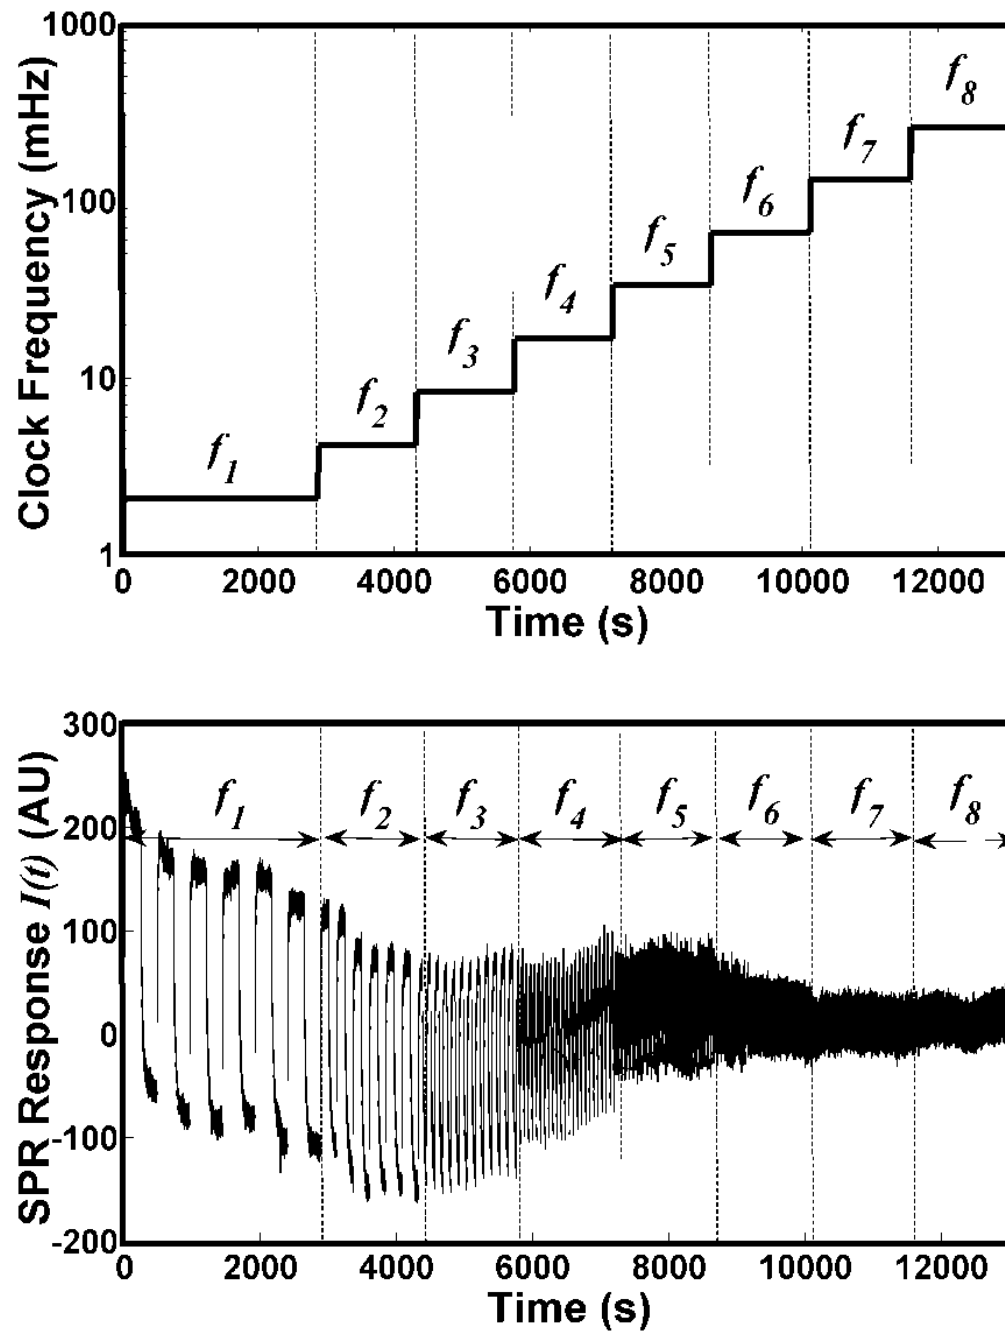 1000
100
10
1
Clock Frequency (mHz)
f1
f2
f3
f4
f5
f6
f7
f8
0 2000 4000 6000 8000 10000 12000
Time (s)
300
200
100
0
-100
-200
SPR Response I(t) (AU)
f1 f2 f3 f4 f5 f6 f7 f8
0 2000 4000 6000 8000 10000 12000
Time (s)